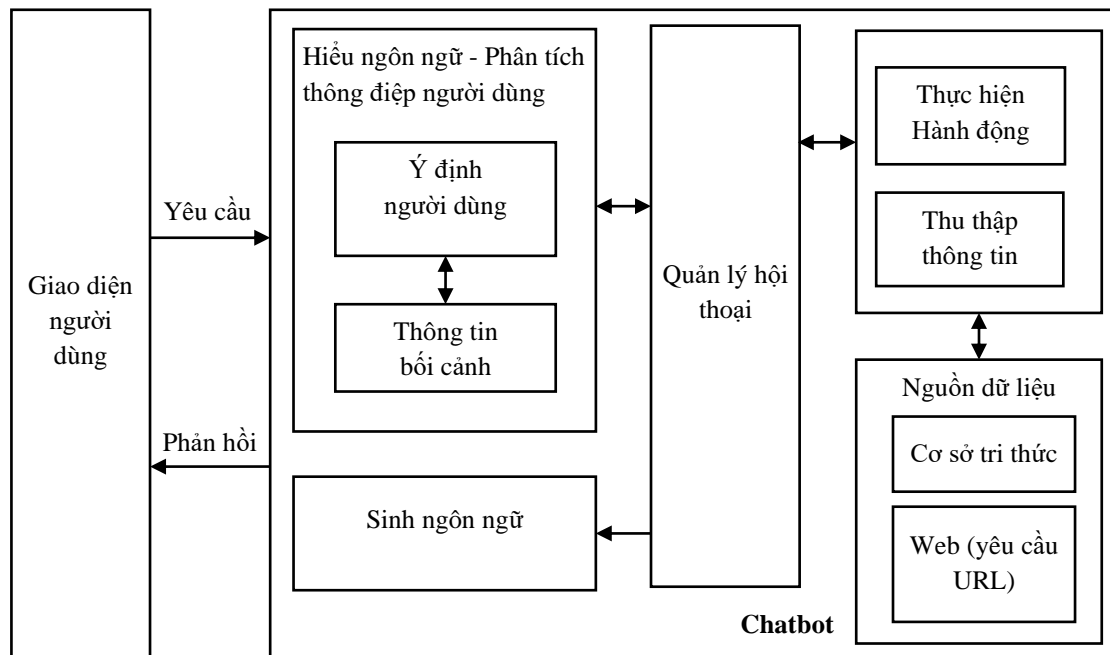 Giao diện
người
dùng
Yêu cầu
Phản hồi
Hiểu ngôn ngữ - Phân tích
thông điệp người dùng
Ý định
người dùng
Thông tin
bối cảnh
Sinh ngôn ngữ
Quản lý hội
thoại
Thực hiện
Hành động
Thu thập
thông tin
Nguồn dữ liệu
Cơ sở tri thức
Web (yêu cầu
URL)
Chatbot